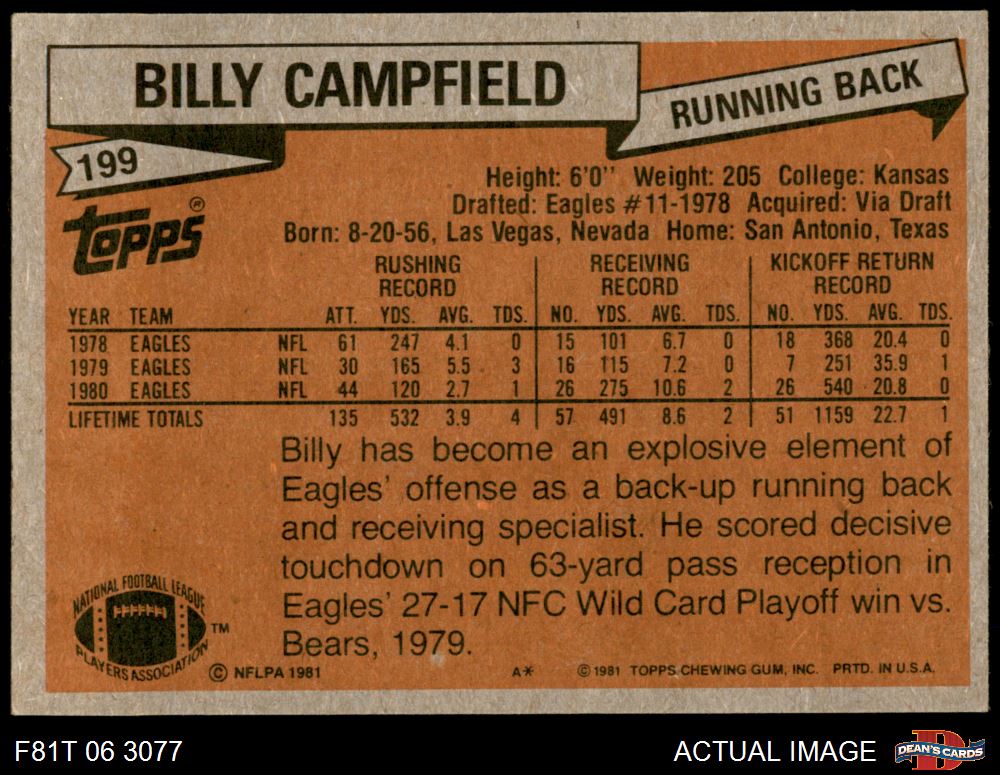 BILLY CAMPFIELD
RUNNING BACK
199
TOPPS®
Height: 6'0'' Weight: 205 College: Kansas
Drafted: Eagles #11-1978 Acquired: Via Draft
Born: 8-20-56, Las Vegas, Nevada Home: San Antonio, Texas
RUSHING RECORD RECEIVING RECORD KICKOFF RETURN RECORD
YEAR TEAM ATT. YDS. AVG. TDS. NO. YDS. AVG. TDS. NO. YDS. AVG. TDS.
1978 EAGLES NFL 61 247 4.1 0 15 101 6.7 0 18 368 20.4 0
1979 EAGLES NFL 30 165 5.5 3 16 115 7.2 0 7 251 35.9 1
1980 EAGLES NFL 44 120 2.7 1 26 275 10.6 2 26 540 20.8 0
LIFETIME TOTALS 135 532 3.9 4 57 491 8.6 2 51 1159 22.7 1
Billy has become an explosive element of
Eagles' offense as a back-up running back
and receiving specialist. He scored decisive
touchdown on 63-yard pass reception in
Eagles' 27-17 NFC Wild Card Playoff win vs.
Bears, 1979.
NATIONAL FOOTBALL LEAGUE
PLAYERS ASSOCIATION
TM
© NFLPA 1981 A* © 1981 TOPPS CHEWING GUM, INC. PRTD. IN U.S.A.
F81T 06 3077 ACTUAL IMAGE DEAN'S CARDS